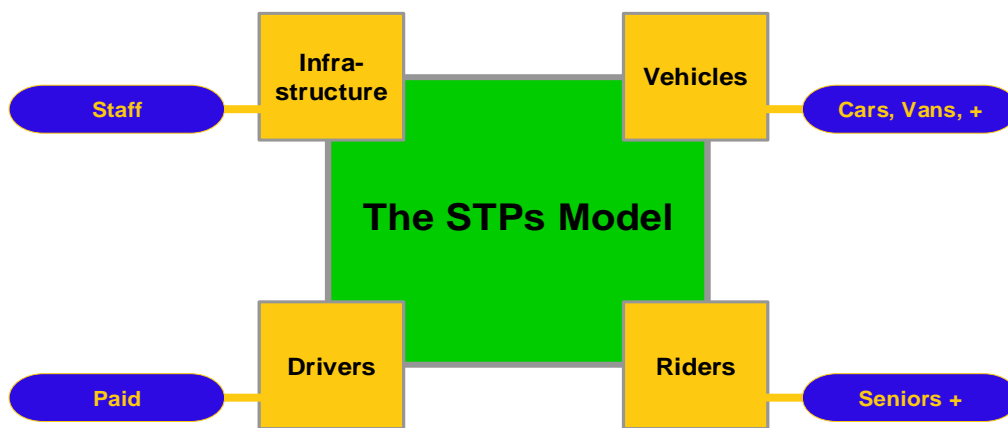 Infra-
structure
Vehicles
Staff
Cars, Vans, +
The STPs Model
Drivers
Riders
Paid
Seniors +